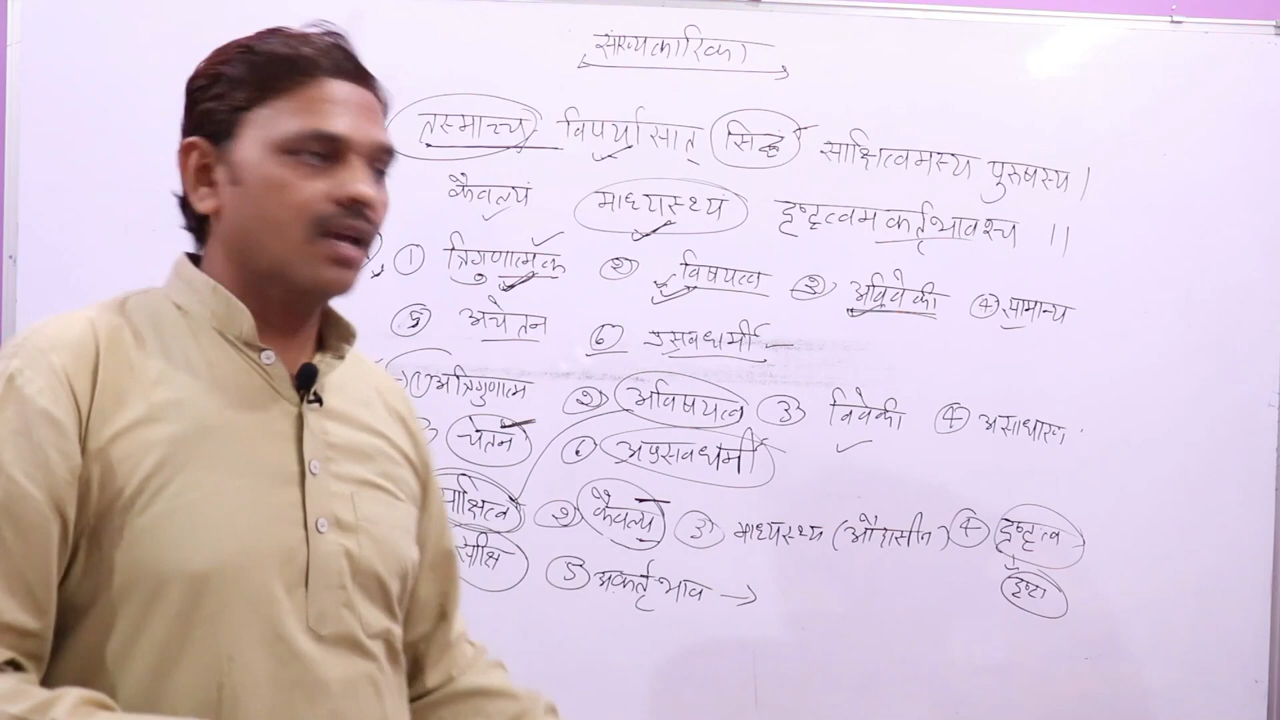 सांख्यकारिका
तस्माच्च विपर्यासात् सिद्धं साक्षित्वमस्य पुरुषस्य।
कैवल्यं माध्यस्थ्यं द्रष्टृत्वमकर्तृभावश्च ॥
① त्रिगुणात्मक ② विषयत्व ③ अविवेकी ④ सामान्य
⑤ अचेतन ⑥ प्रसवधर्मी
① अत्रिगुणात्म ② अविषयत्व ③ विवेकी ④ असाधारण
चेतन ⑥ अप्रसवधर्मी
साक्षित्व ② कैवल्य ③ माध्यस्थ्य (औदासीन) ④ द्रष्टृत्व
⑤ अकर्तृभाव → द्रष्टा